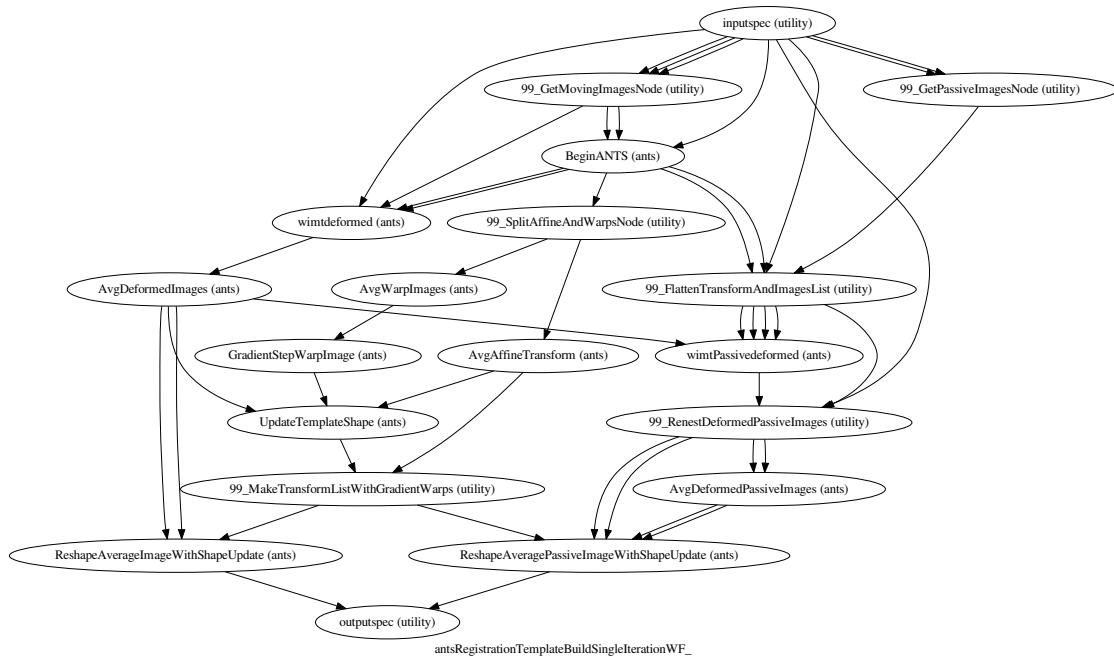 inputspec (utility)
99_GetMovingImagesNode (utility)
99_GetPassiveImagesNode (utility)
BeginANTS (ants)
wimtdeformed (ants)
99_SplitAffineAndWarpsNode (utility)
AvgDeformedImages (ants)
AvgWarpImages (ants)
99_FlattenTransformAndImagesList (utility)
GradientStepWarpImage (ants)
AvgAffineTransform (ants)
wimtPassivedeformed (ants)
UpdateTemplateShape (ants)
99_RenestDeformedPassiveImages (utility)
99_MakeTransformListWithGradientWarps (utility)
AvgDeformedPassiveImages (ants)
ReshapeAverageImageWithShapeUpdate (ants)
ReshapeAveragePassiveImageWithShapeUpdate (ants)
outputspec (utility)
antsRegistrationTemplateBuildSingleIterationWF_